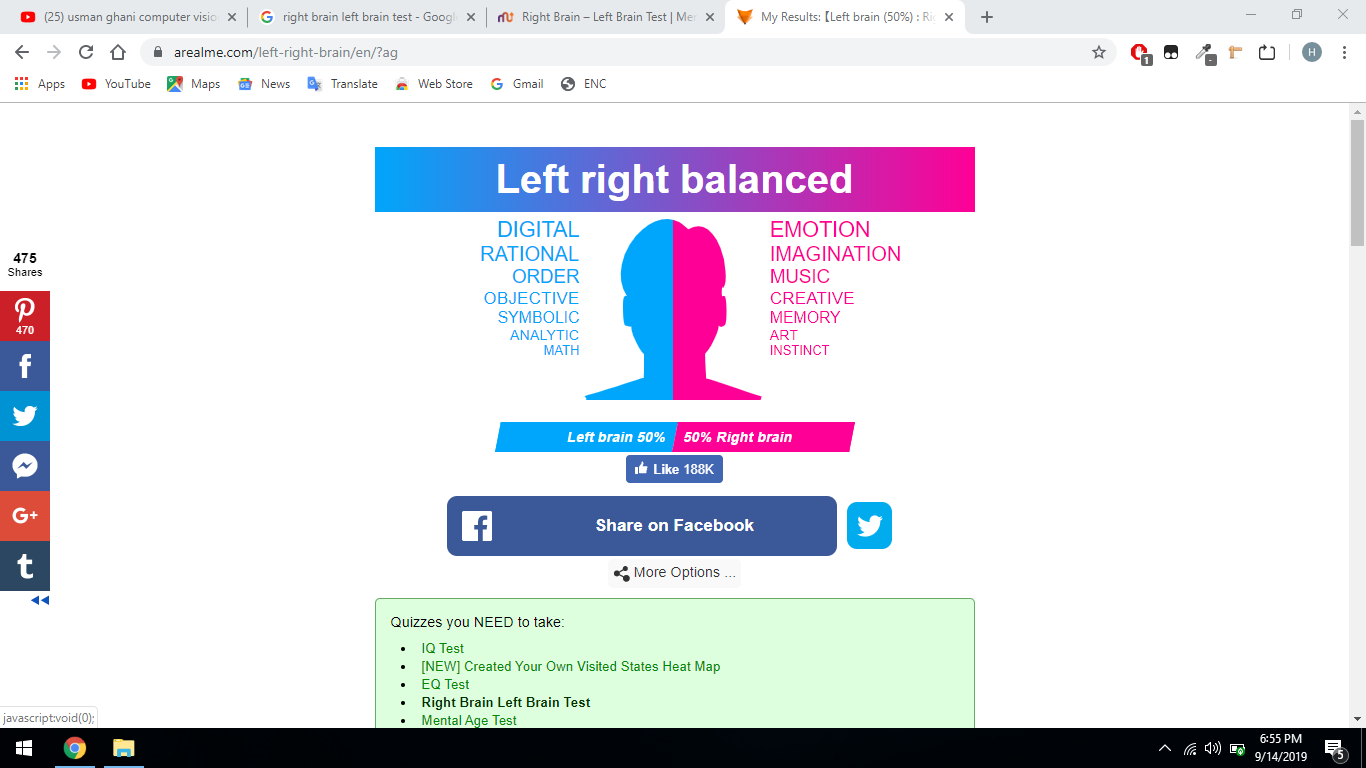 (25) usman ghani computer visio
right brain left brain test - Googl
Right Brain – Left Brain Test | Mer
My Results: 【Left brain (50%) : Ri
arealme.com/left-right-brain/en/?ag
1
-
H
Apps
YouTube
Maps
News
Translate
Web Store
Gmail
ENC
Left right balanced
DIGITAL
RATIONAL
ORDER
OBJECTIVE
SYMBOLIC
ANALYTIC
MATH
EMOTION
IMAGINATION
MUSIC
CREATIVE
MEMORY
ART
INSTINCT
475
Shares
470
Left brain 50%
50% Right brain
Like 188K
Share on Facebook
More Options ...
Quizzes you NEED to take:
• IQ Test
• [NEW] Created Your Own Visited States Heat Map
• EQ Test
• Right Brain Left Brain Test
• Mental Age Test
javascript:void(0);
6:55 PM
9/14/2019
5